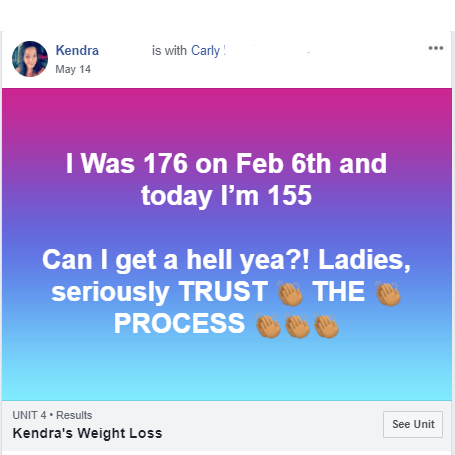 Kendra is with Carly
May 14
I Was 176 on Feb 6th and
today I'm 155
Can I get a hell yea?! Ladies,
seriously TRUST 👏🏽 THE 👏🏽
PROCESS 👏🏽👏🏽👏🏽
UNIT 4 • Results
Kendra's Weight Loss
See Unit